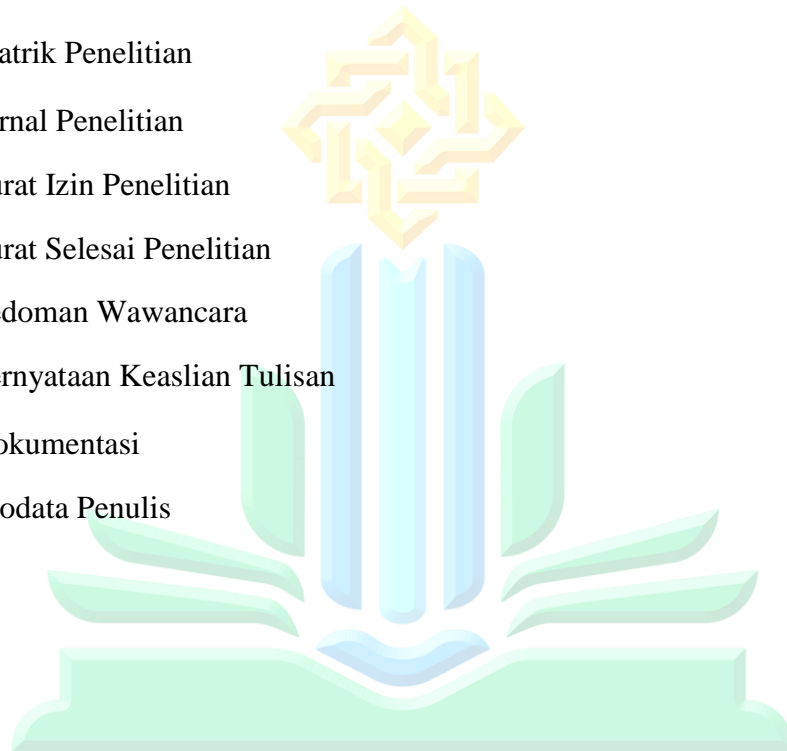 atrik Penelitian
rnal Penelitian
urat Izin Penelitian
urat Selesai Penelitian
edoman Wawancara
ernyataan Keaslian Tulisan
okumentasi
odata Penulis